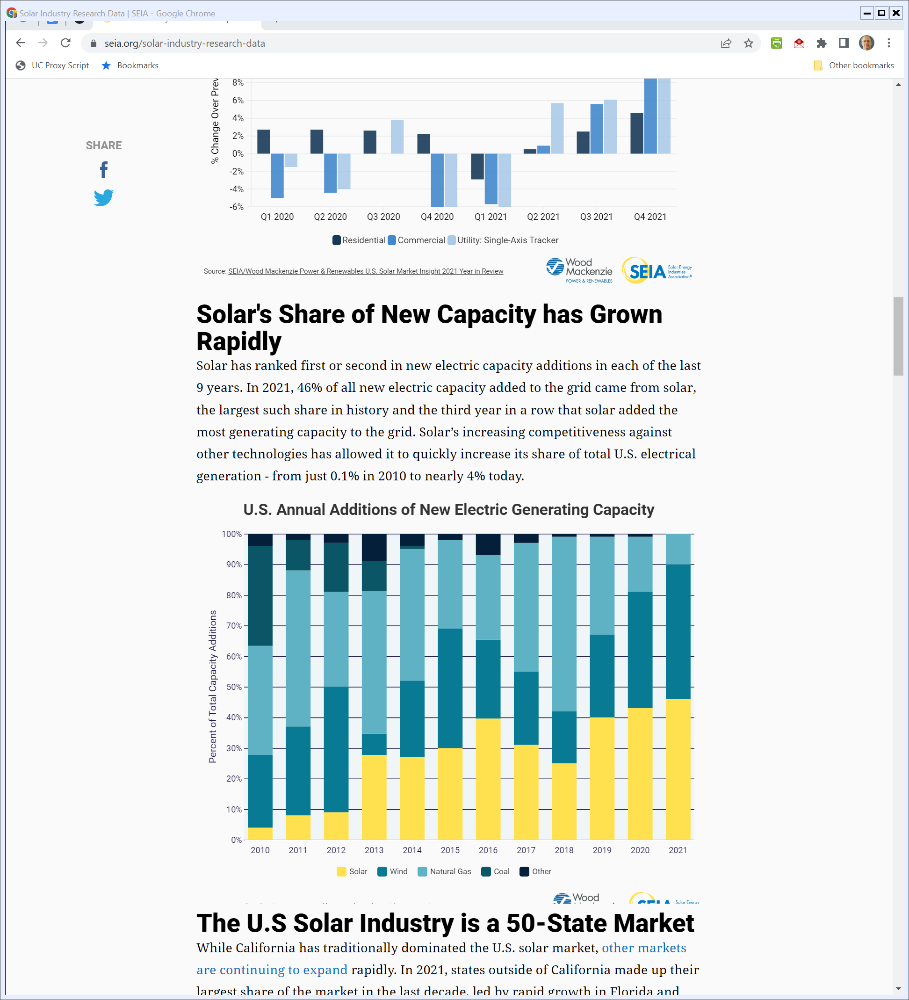 Solar Industry Research Data | SEIA - Google Chrome
seia.org/solar-industry-research-data
UC Proxy Script
Bookmarks
Other bookmarks
SHARE
% Change Over Prev
8%
6%
4%
2%
0%
-2%
-4%
-6%
Q1 2020 Q2 2020 Q3 2020 Q4 2020 Q1 2021 Q2 2021 Q3 2021 Q4 2021
Residential Commercial Utility: Single-Axis Tracker
Source: SEIA/Wood Mackenzie Power & Renewables U.S. Solar Market Insight 2021 Year in Review
Wood
Mackenzie
POWER & RENEWABLES
SEIA
Solar Energy
Industries
Association®
Solar's Share of New Capacity has Grown
Rapidly
Solar has ranked first or second in new electric capacity additions in each of the last
9 years. In 2021, 46% of all new electric capacity added to the grid came from solar,
the largest such share in history and the third year in a row that solar added the
most generating capacity to the grid. Solar’s increasing competitiveness against
other technologies has allowed it to quickly increase its share of total U.S. electrical
generation - from just 0.1% in 2010 to nearly 4% today.
U.S. Annual Additions of New Electric Generating Capacity
Percent of Total Capacity Additions
100%
90%
80%
70%
60%
50%
40%
30%
20%
10%
0%
2010 2011 2012 2013 2014 2015 2016 2017 2018 2019 2020 2021
Solar Wind Natural Gas Coal Other
Wood
SEIA
Solar Energy
The U.S Solar Industry is a 50-State Market
While California has traditionally dominated the U.S. solar market, other markets
are continuing to expand rapidly. In 2021, states outside of California made up their
largest share of the market in the last decade, led by rapid growth in Florida and